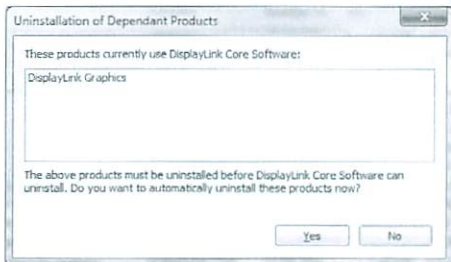 Uninstallation of Dependant Products
These products currently use DisplayLink Core Software:
DisplayLink Graphics
The above products must be uninstalled before DisplayLink Core Software can
uninstall. Do you want to automatically uninstall these products now?
Yes
No